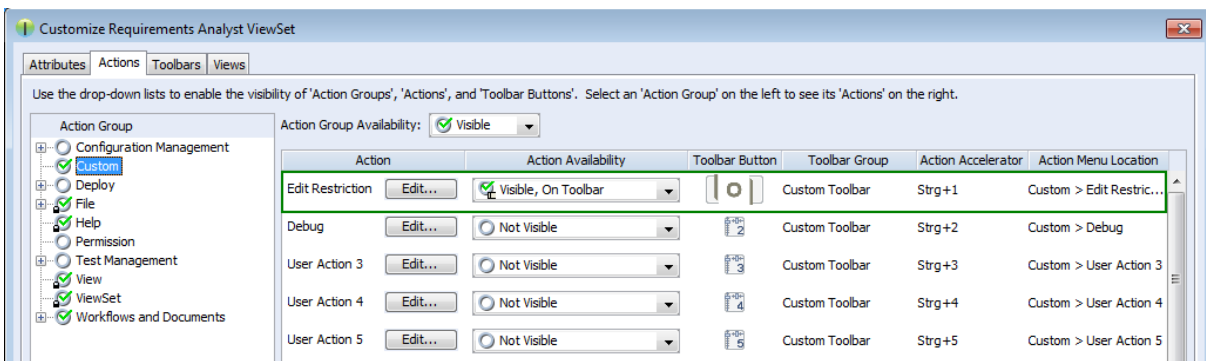 Customize Requirements Analyst ViewSet
Attributes Actions Toolbars Views
Use the drop-down lists to enable the visibility of 'Action Groups', 'Actions', and 'Toolbar Buttons'. Select an 'Action Group' on the left to see its 'Actions' on the right.
Action Group
Configuration Management
Custom
Deploy
File
Help
Permission
Test Management
View
ViewSet
Workflows and Documents
Action Group Availability: Visible
Action Action Availability Toolbar Button Toolbar Group Action Accelerator Action Menu Location
Edit Restriction Edit... Visible, On Toolbar Custom Toolbar Strg+1 Custom > Edit Restric...
Debug Edit... Not Visible 2 Custom Toolbar Strg+2 Custom > Debug
User Action 3 Edit... Not Visible 3 Custom Toolbar Strg+3 Custom > User Action 3
User Action 4 Edit... Not Visible 4 Custom Toolbar Strg+4 Custom > User Action 4
User Action 5 Edit... Not Visible 5 Custom Toolbar Strg+5 Custom > User Action 5